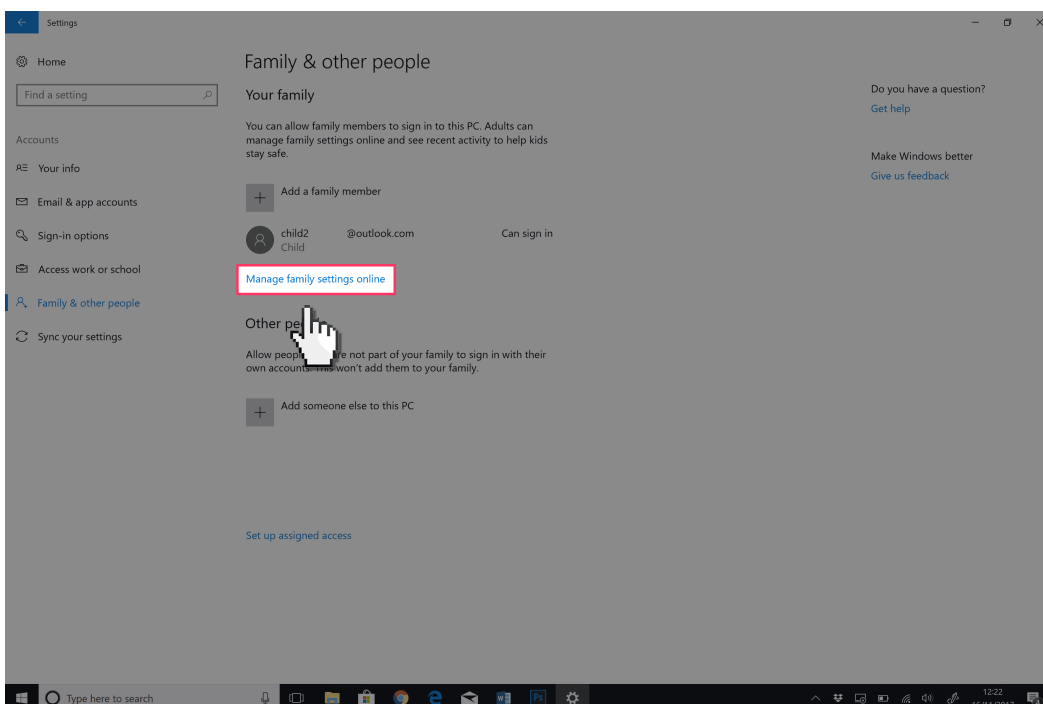 Settings
Home
Find a setting
Accounts
Your info
Email & app accounts
Sign-in options
Access work or school
Family & other people
Sync your settings
Family & other people
Your family
You can allow family members to sign in to this PC. Adults can
manage family settings online and see recent activity to help kids
stay safe.
Add a family member
child2 @outlook.com Can sign in
Child
Manage family settings online
Other
Allow not part of your family to sign in with their
own accounts. This won't add them to your family.
Add someone else to this PC
Set up assigned access
Do you have a question?
Get help
Make Windows better
Give us feedback
Type here to search
W
Ps
12:22